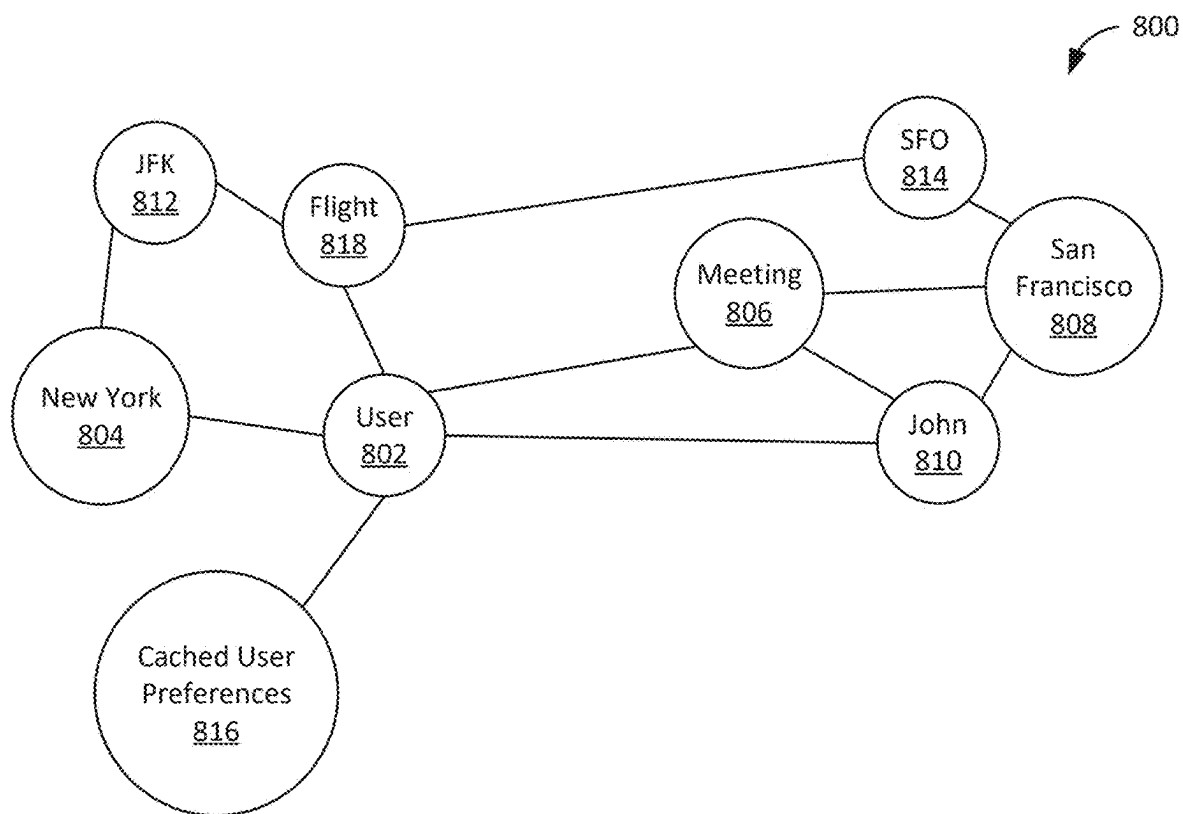 800
JFK
812
Flight
818
SFO
814
Meeting
806
San
Francisco
808
New York
804
User
802
John
810
Cached User
Preferences
816